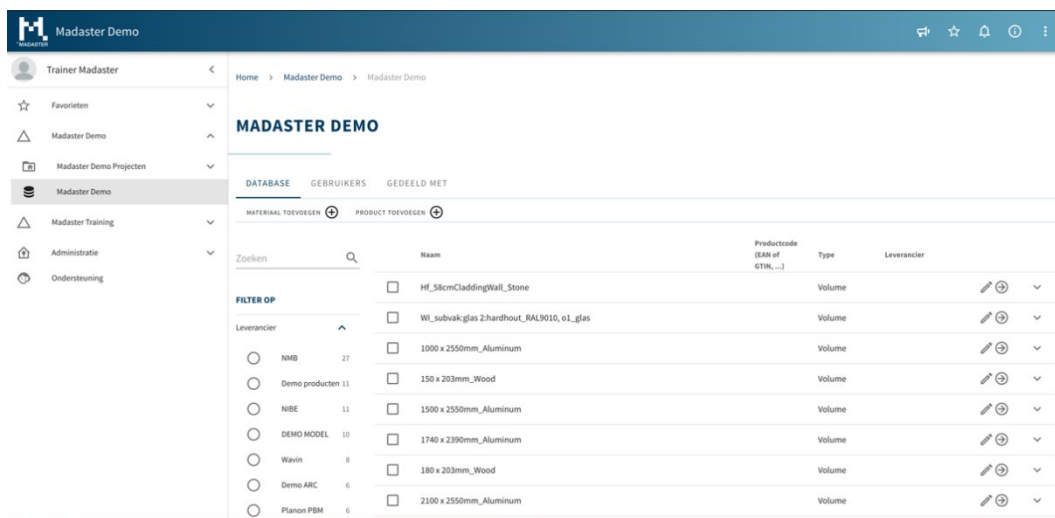 MADASTER
Madaster Demo
Trainer Madaster
Favorieten
Madaster Demo
Madaster Demo Projecten
Madaster Demo
Madaster Training
Administratie
Ondersteuning
Home > Madaster Demo > Madaster Demo
MADASTER DEMO
DATABASE GEBRUIKERS GEDEELD MET
MATERIAAL TOEVOEGEN PRODUCT TOEVOEGEN
Zoeken
FILTER OP
Leverancier
NMB 27
Demo producten 11
NIBE 11
DEMO MODEL 10
Wavin 8
Demo ARC 6
Planon PBM 6
Naam Productcode (EAN of GTIN, ...) Type Leverancier
Hf_58cmCladdingWall_Stone Volume
WI_subvak:glas 2:hardhout_RAL9010, o1_glas Volume
1000 x 2550mm_Aluminum Volume
150 x 203mm_Wood Volume
1500 x 2550mm_Aluminum Volume
1740 x 2390mm_Aluminum Volume
180 x 203mm_Wood Volume
2100 x 2550mm_Aluminum Volume